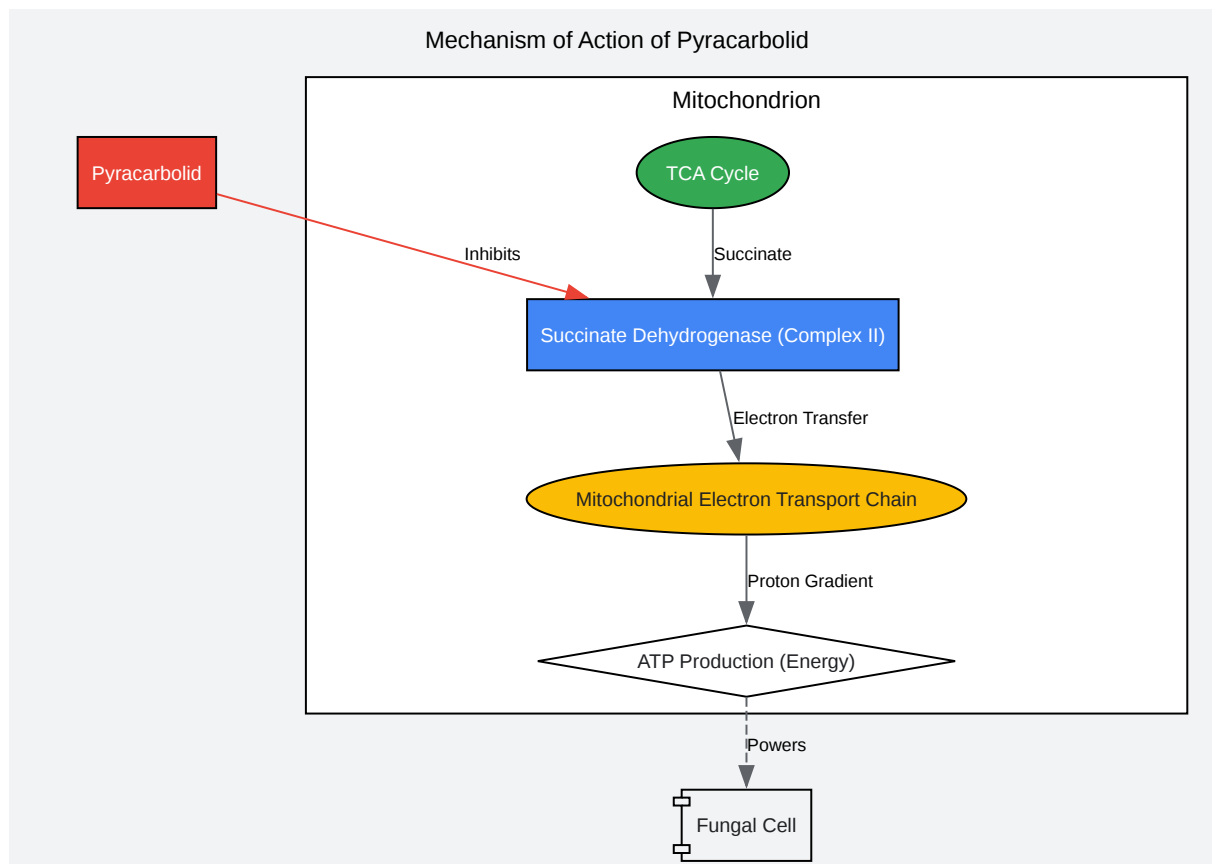 Mechanism of Action of Pyracarbolid
Mitochondrion
Pyracarbolid
TCA Cycle
Inhibits
Succinate
Succinate Dehydrogenase (Complex II)
Electron Transfer
Mitochondrial Electron Transport Chain
Proton Gradient
ATP Production (Energy)
Powers
Fungal Cell